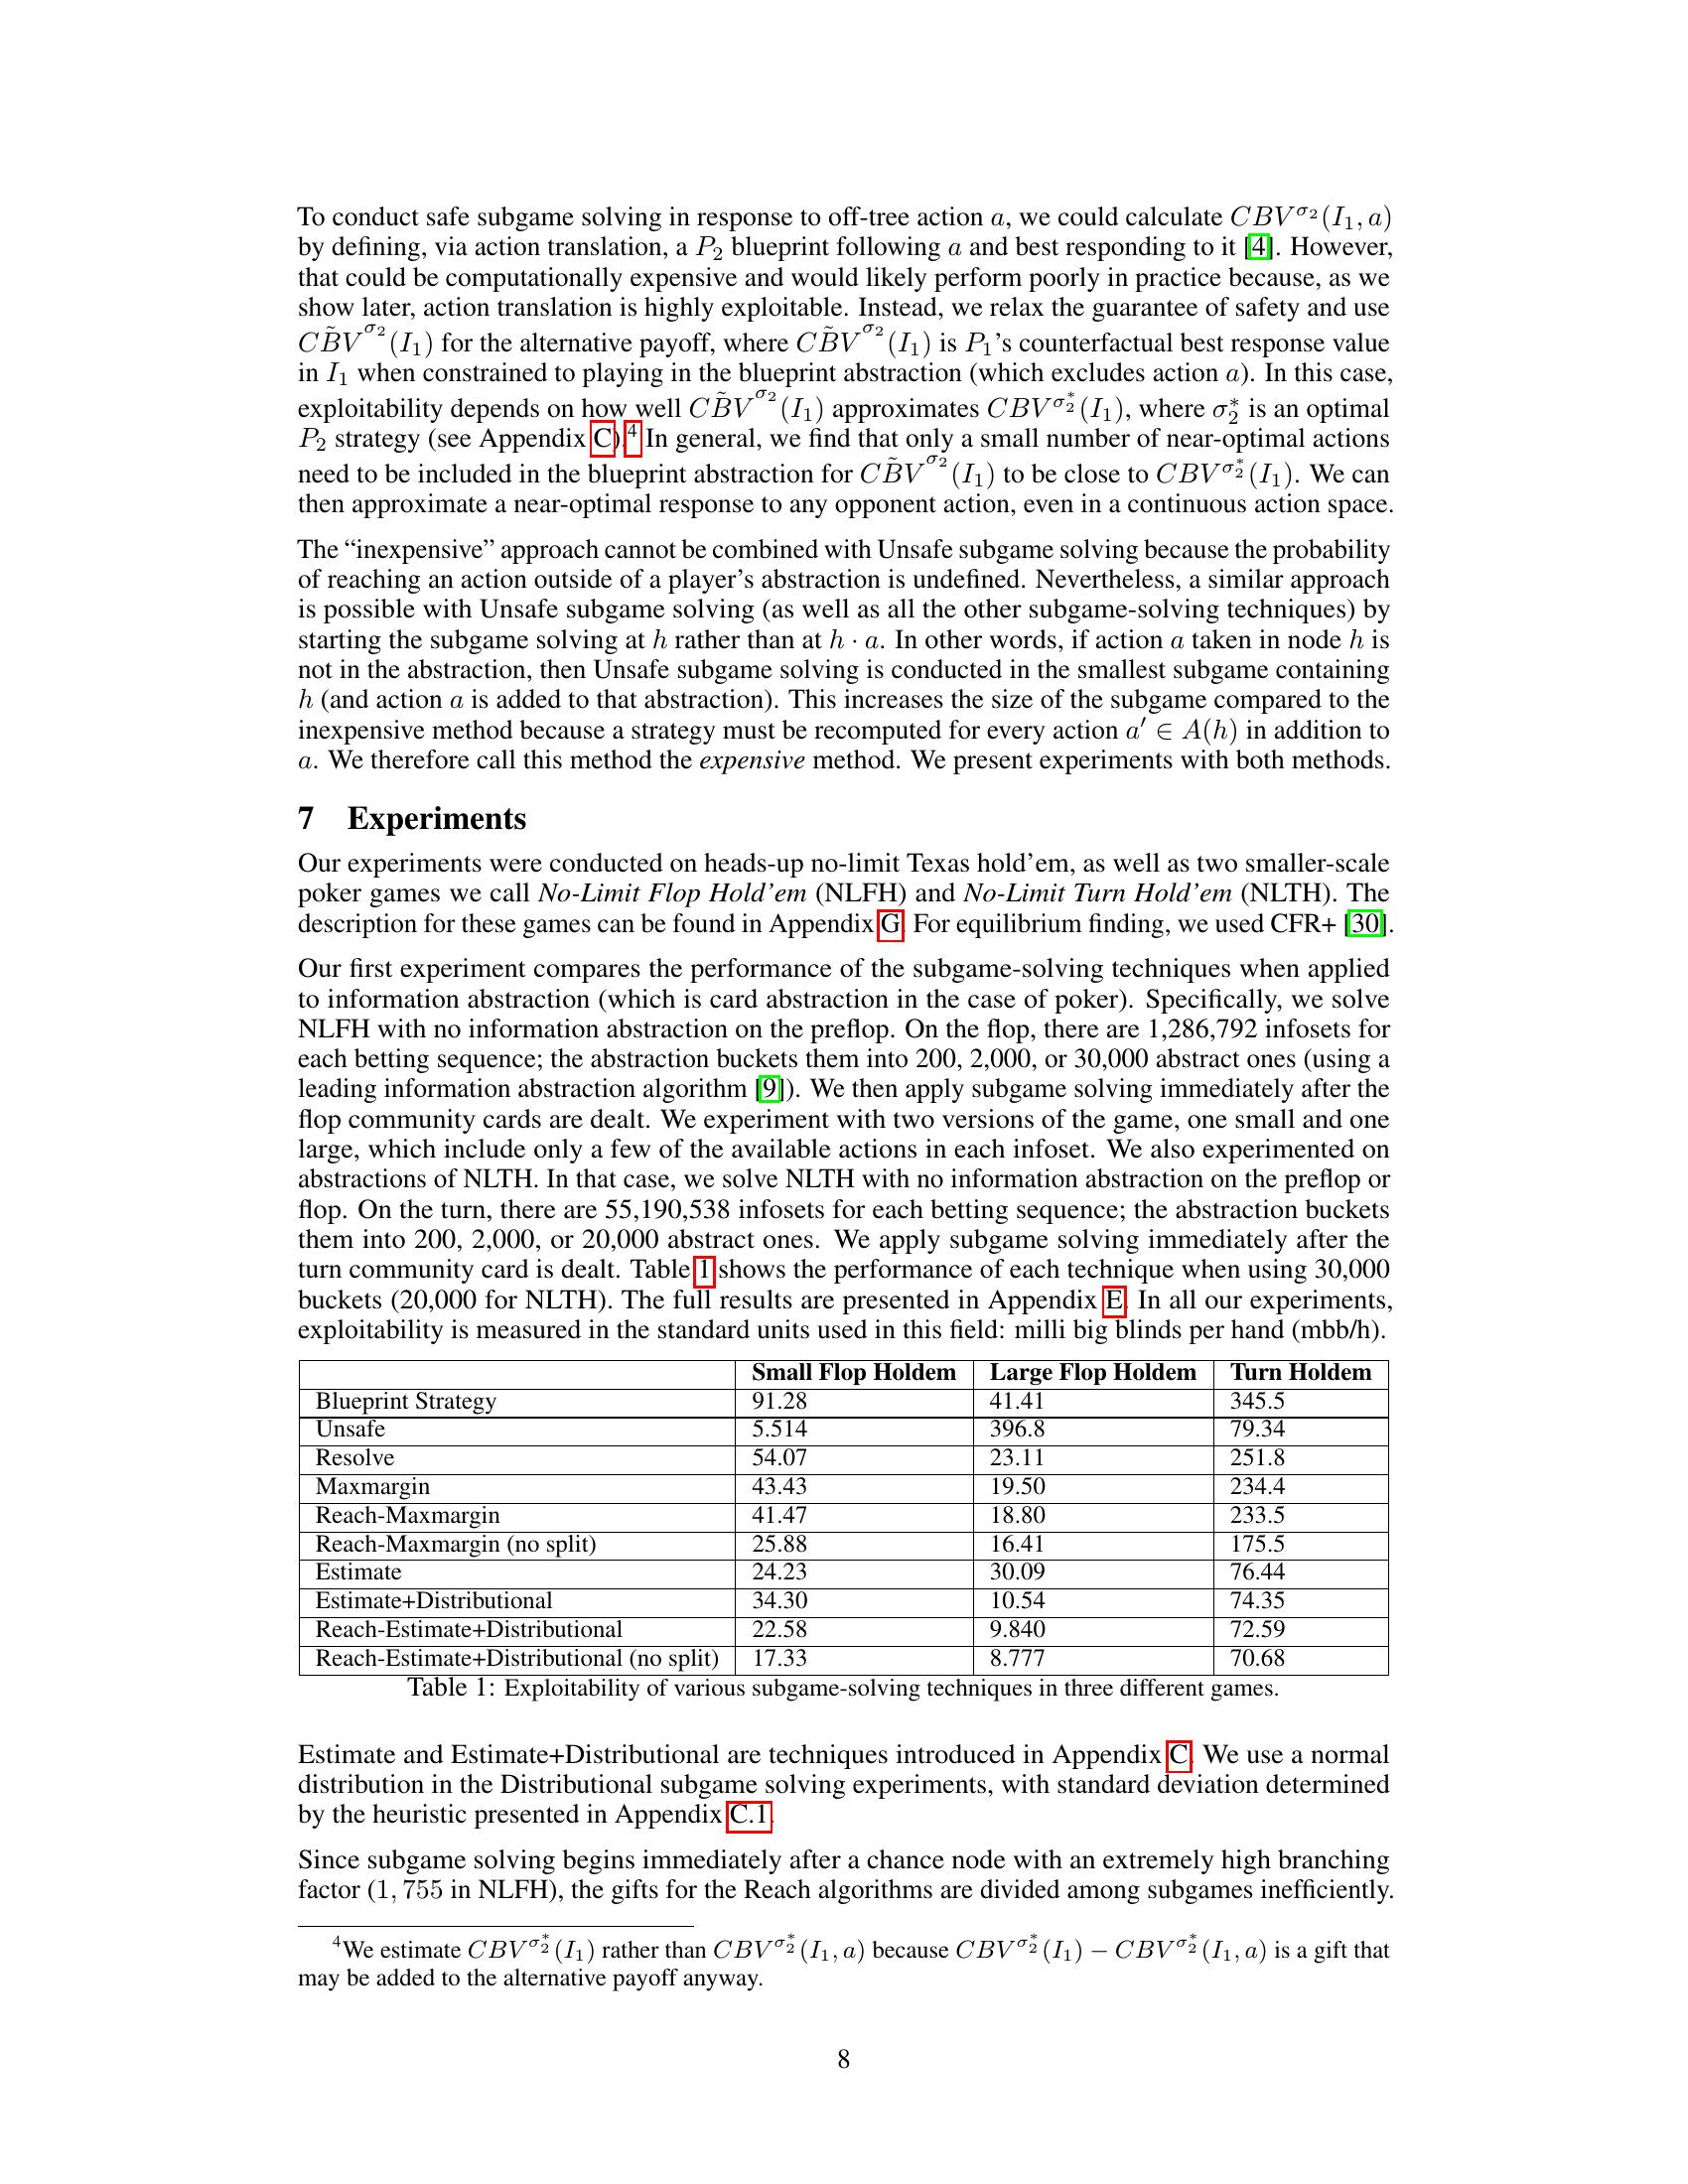 To conduct safe subgame solving in response to off-tree action a, we could calculate CBV^{σ_2}(I_1, a)
by defining, via action translation, a P_2 blueprint following a and best responding to it [4]. However,
that could be computationally expensive and would likely perform poorly in practice because, as we
show later, action translation is highly exploitable. Instead, we relax the guarantee of safety and use
CB̃V^{σ_2}(I_1) for the alternative payoff, where CB̃V^{σ_2}(I_1) is P_1's counterfactual best response value
in I_1 when constrained to playing in the blueprint abstraction (which excludes action a). In this case,
exploitability depends on how well CB̃V^{σ_2}(I_1) approximates CBV^{σ_2^*}(I_1), where σ_2^* is an optimal
P_2 strategy (see Appendix C).^4 In general, we find that only a small number of near-optimal actions
need to be included in the blueprint abstraction for CB̃V^{σ_2}(I_1) to be close to CBV^{σ_2^*}(I_1). We can
then approximate a near-optimal response to any opponent action, even in a continuous action space.
The “inexpensive” approach cannot be combined with Unsafe subgame solving because the probability
of reaching an action outside of a player's abstraction is undefined. Nevertheless, a similar approach
is possible with Unsafe subgame solving (as well as all the other subgame-solving techniques) by
starting the subgame solving at h rather than at h · a. In other words, if action a taken in node h is
not in the abstraction, then Unsafe subgame solving is conducted in the smallest subgame containing
h (and action a is added to that abstraction). This increases the size of the subgame compared to the
inexpensive method because a strategy must be recomputed for every action a′ ∈ A(h) in addition to
a. We therefore call this method the expensive method. We present experiments with both methods.
7 Experiments
Our experiments were conducted on heads-up no-limit Texas hold'em, as well as two smaller-scale
poker games we call No-Limit Flop Hold'em (NLFH) and No-Limit Turn Hold'em (NLTH). The
description for these games can be found in Appendix G. For equilibrium finding, we used CFR+ [30].
Our first experiment compares the performance of the subgame-solving techniques when applied
to information abstraction (which is card abstraction in the case of poker). Specifically, we solve
NLFH with no information abstraction on the preflop. On the flop, there are 1,286,792 infosets for
each betting sequence; the abstraction buckets them into 200, 2,000, or 30,000 abstract ones (using a
leading information abstraction algorithm [9]). We then apply subgame solving immediately after the
flop community cards are dealt. We experiment with two versions of the game, one small and one
large, which include only a few of the available actions in each infoset. We also experimented on
abstractions of NLTH. In that case, we solve NLTH with no information abstraction on the preflop or
flop. On the turn, there are 55,190,538 infosets for each betting sequence; the abstraction buckets
them into 200, 2,000, or 20,000 abstract ones. We apply subgame solving immediately after the
turn community card is dealt. Table 1 shows the performance of each technique when using 30,000
buckets (20,000 for NLTH). The full results are presented in Appendix E. In all our experiments,
exploitability is measured in the standard units used in this field: milli big blinds per hand (mbb/h).
Small Flop Holdem Large Flop Holdem Turn Holdem
Blueprint Strategy 91.28 41.41 345.5
Unsafe 5.514 396.8 79.34
Resolve 54.07 23.11 251.8
Maxmargin 43.43 19.50 234.4
Reach-Maxmargin 41.47 18.80 233.5
Reach-Maxmargin (no split) 25.88 16.41 175.5
Estimate 24.23 30.09 76.44
Estimate+Distributional 34.30 10.54 74.35
Reach-Estimate+Distributional 22.58 9.840 72.59
Reach-Estimate+Distributional (no split) 17.33 8.777 70.68
Table 1: Exploitability of various subgame-solving techniques in three different games.
Estimate and Estimate+Distributional are techniques introduced in Appendix C. We use a normal
distribution in the Distributional subgame solving experiments, with standard deviation determined
by the heuristic presented in Appendix C.1.
Since subgame solving begins immediately after a chance node with an extremely high branching
factor (1, 755 in NLFH), the gifts for the Reach algorithms are divided among subgames inefficiently.
^4We estimate CBV^{σ_2^*}(I_1) rather than CBV^{σ_2^*}(I_1, a) because CBV^{σ_2^*}(I_1) − CBV^{σ_2^*}(I_1, a) is a gift that
may be added to the alternative payoff anyway.
8